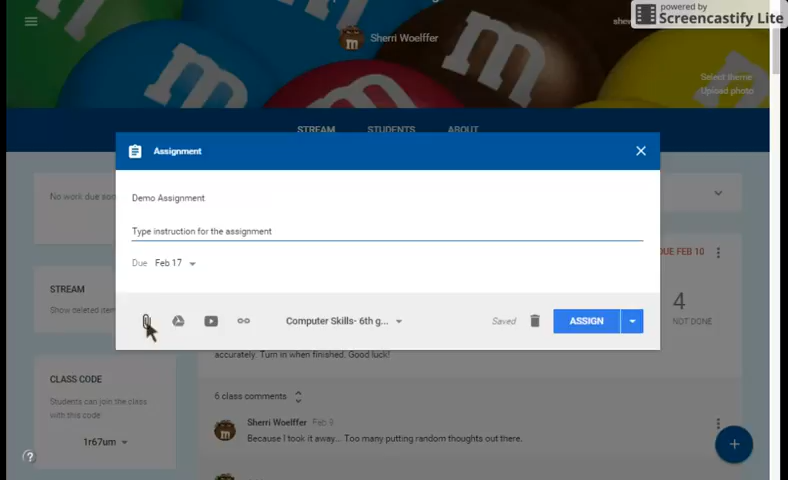 powered by
Screencastify Lite
Sherri Woelffer
Select theme
Upload photo
STREAM STUDENTS ABOUT
Assignment
No work due
Demo Assignment
Type instruction for the assignment
DUE FEB 10
Due Feb 17
STREAM
Show deleted
4
NOT DONE
Computer Skills- 6th g...
Saved
ASSIGN
accurately. Turn in when finished. Good luck!
CLASS CODE
Students can join the class
with this code
1r67um
6 class comments
Sherri Woelffer Feb 9
Because I took it away... Too many putting random thoughts out there.